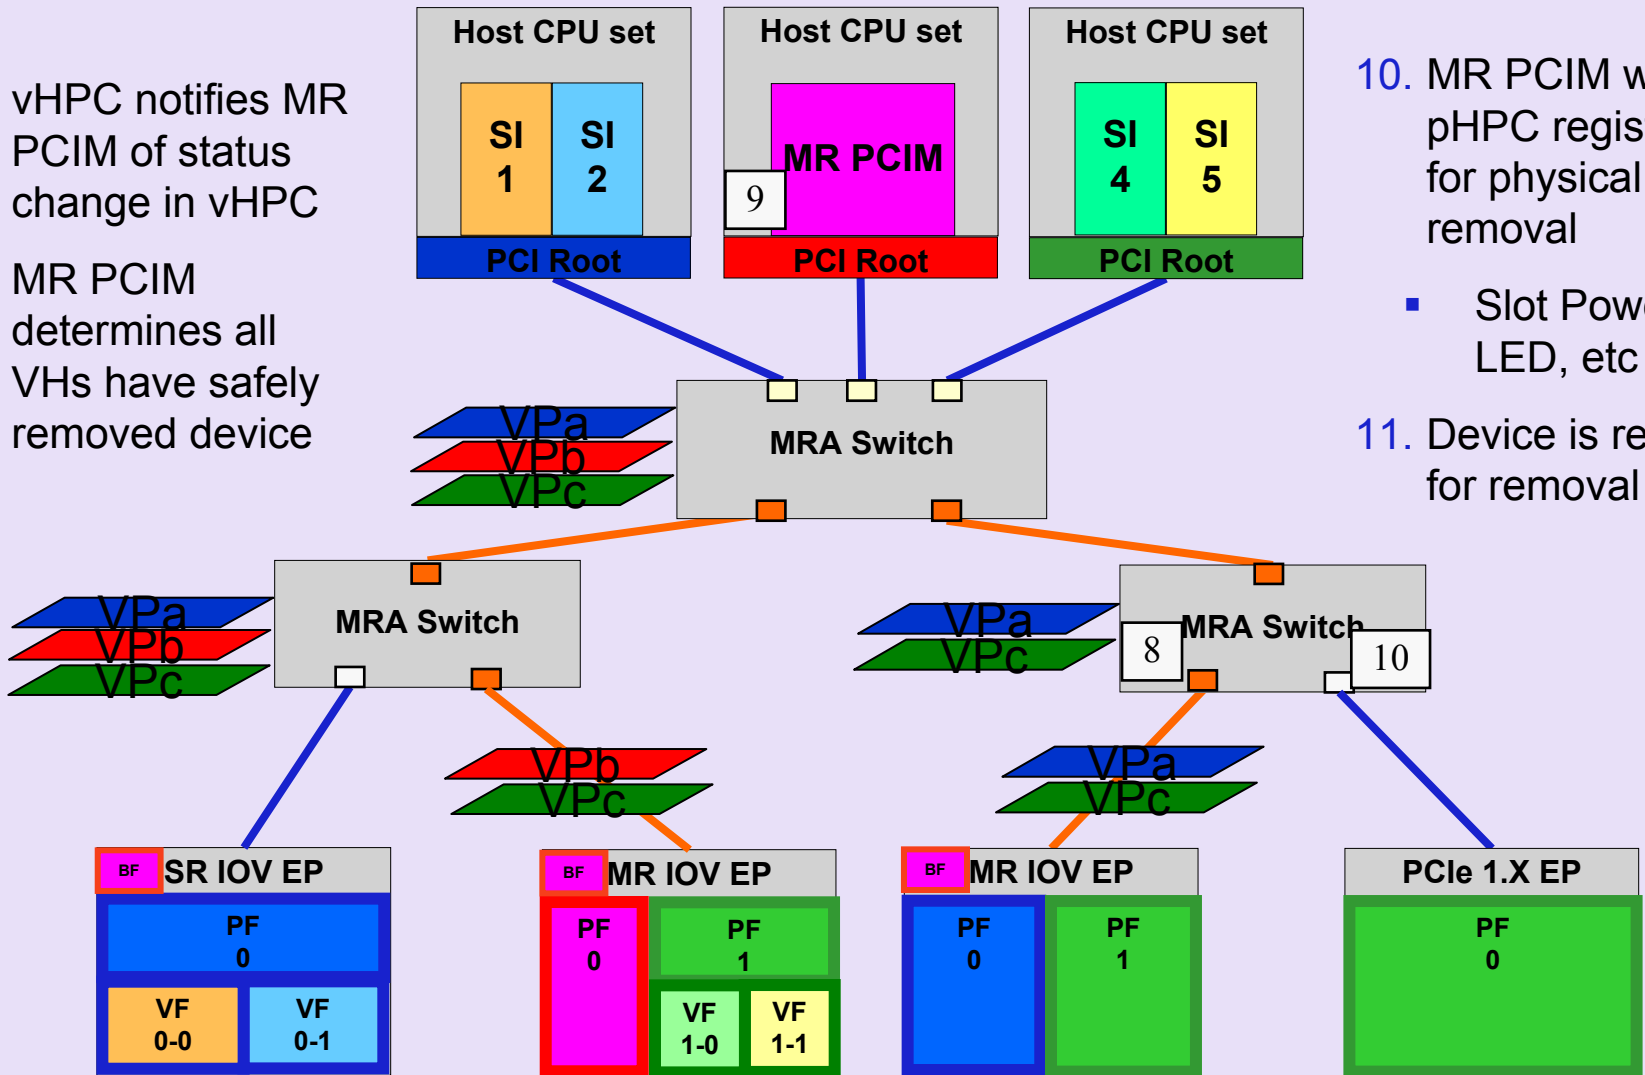 vHPC notifies MR
PCIM of status
change in vHPC
MR PCIM
determines all
VHs have safely
removed device
Host CPU set
SI
1
SI
2
PCI Root
Host CPU set
MR PCIM
9
PCI Root
Host CPU set
SI
4
SI
5
PCI Root
10. MR PCIM w
pHPC regis
for physical
removal
▪ Slot Powe
LED, etc
11. Device is re
for removal
VPa
VPb
VPc
MRA Switch
VPa
VPb
VPc
MRA Switch
VPa
VPc
MRA Switch
8
10
VPb
VPc
VPa
VPc
BF
SR IOV EP
PF
0
VF
0-0
VF
0-1
BF
MR IOV EP
PF
0
PF
1
VF
1-0
VF
1-1
BF
MR IOV EP
PF
0
PF
1
PCIe 1.X EP
PF
0